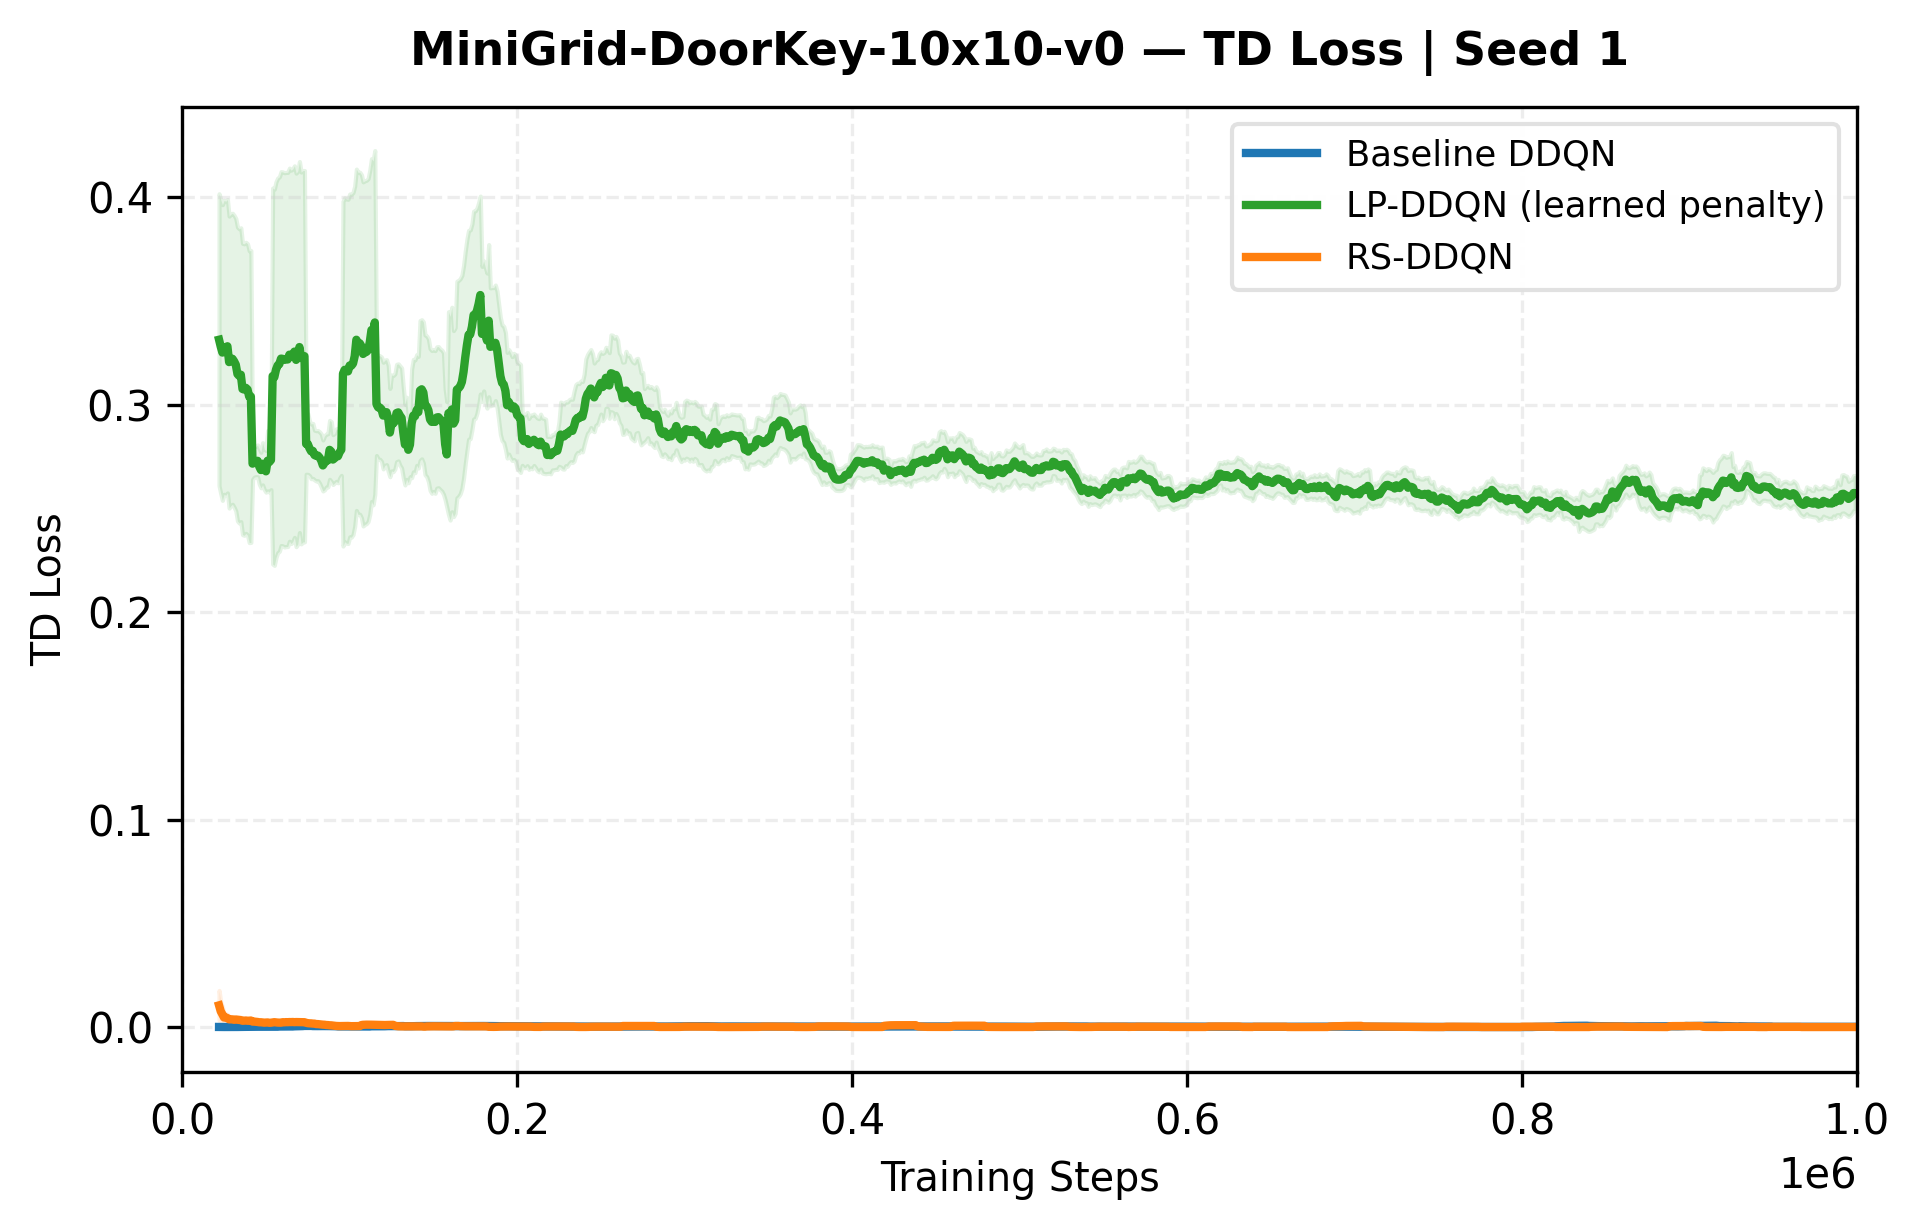 MiniGrid-DoorKey-10x10-v0 — TD Loss | Seed 1
Baseline DDQN
LP-DDQN (learned penalty)
RS-DDQN
TD Loss
0.4
0.3
0.2
0.1
0.0
0.0 0.2 0.4 0.6 0.8 1.0
1e6
Training Steps